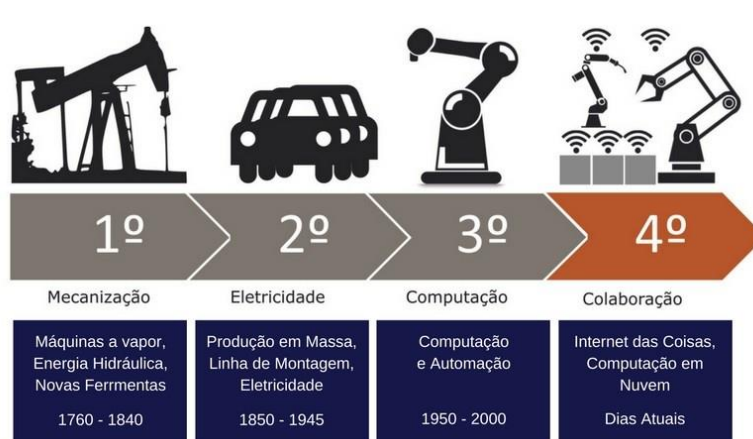 1º
2º
3º
4º
Mecanização
Eletricidade
Computação
Colaboração
Máquinas a vapor,
Energia Hidráulica,
Novas Ferrmentas
1760 - 1840
Produção em Massa,
Linha de Montagem,
Eletricidade
1850 - 1945
Computação
e Automação
1950 - 2000
Internet das Coisas,
Computação em
Nuvem
Dias Atuais